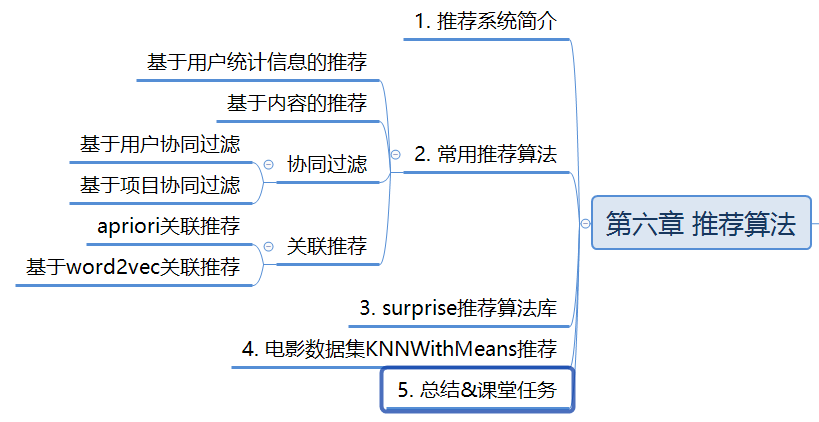 1. 推荐系统简介
基于用户统计信息的推荐
基于内容的推荐
基于用户协同过滤
协同过滤
2. 常用推荐算法
基于项目协同过滤
apriori关联推荐
第六章 推荐算法
关联推荐
基于word2vec关联推荐
3. surprise推荐算法库
4. 电影数据集KNNWithMeans推荐
5. 总结&课堂任务